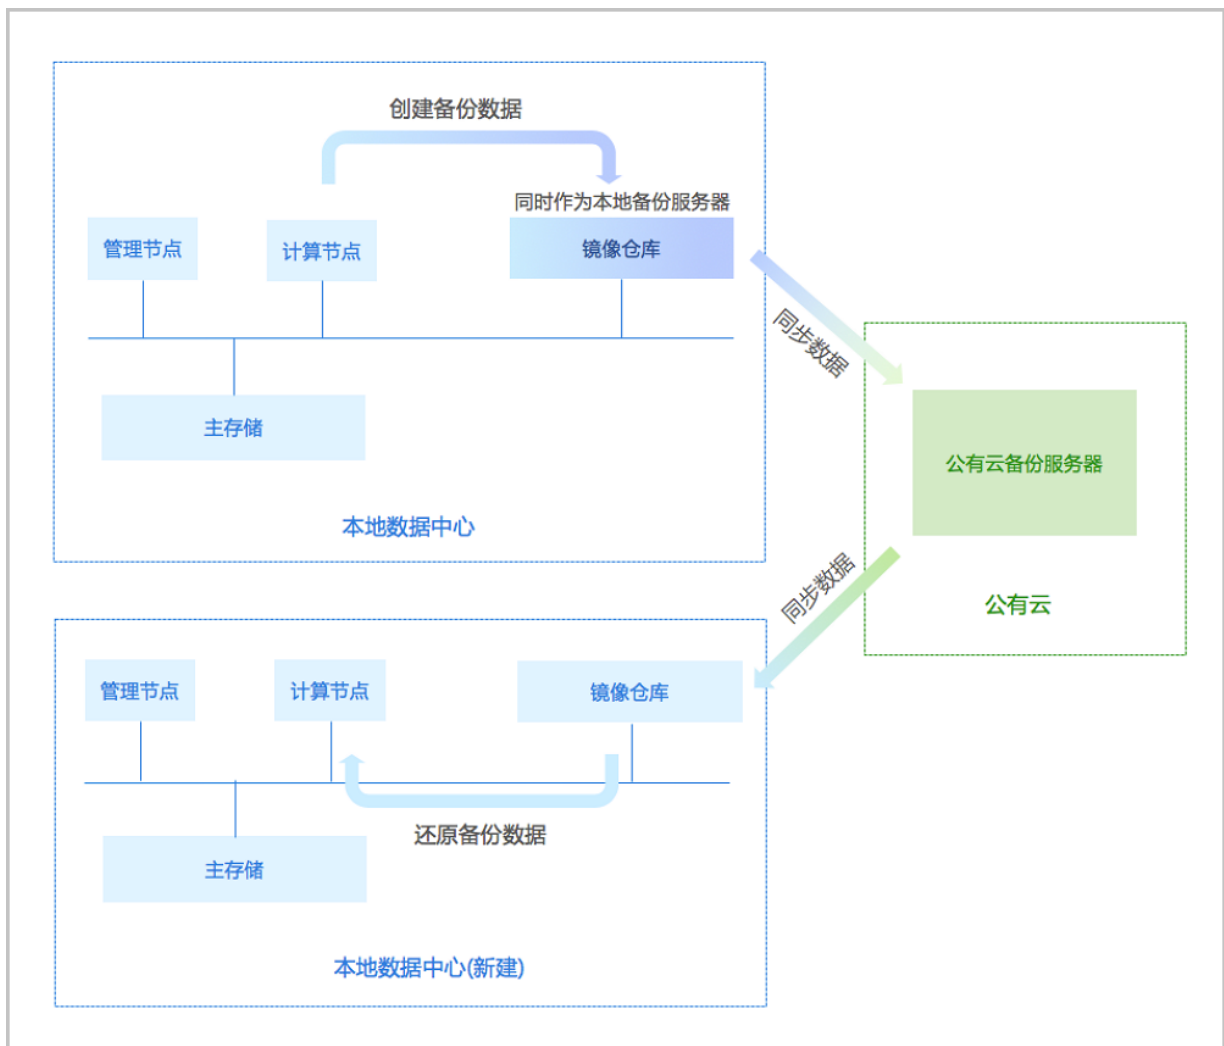 创建备份数据
同时作为本地备份服务器
管理节点
计算节点
镜像仓库
同步数据
主存储
公有云备份服务器
本地数据中心
同步数据
公有云
管理节点
计算节点
镜像仓库
还原备份数据
主存储
本地数据中心(新建)